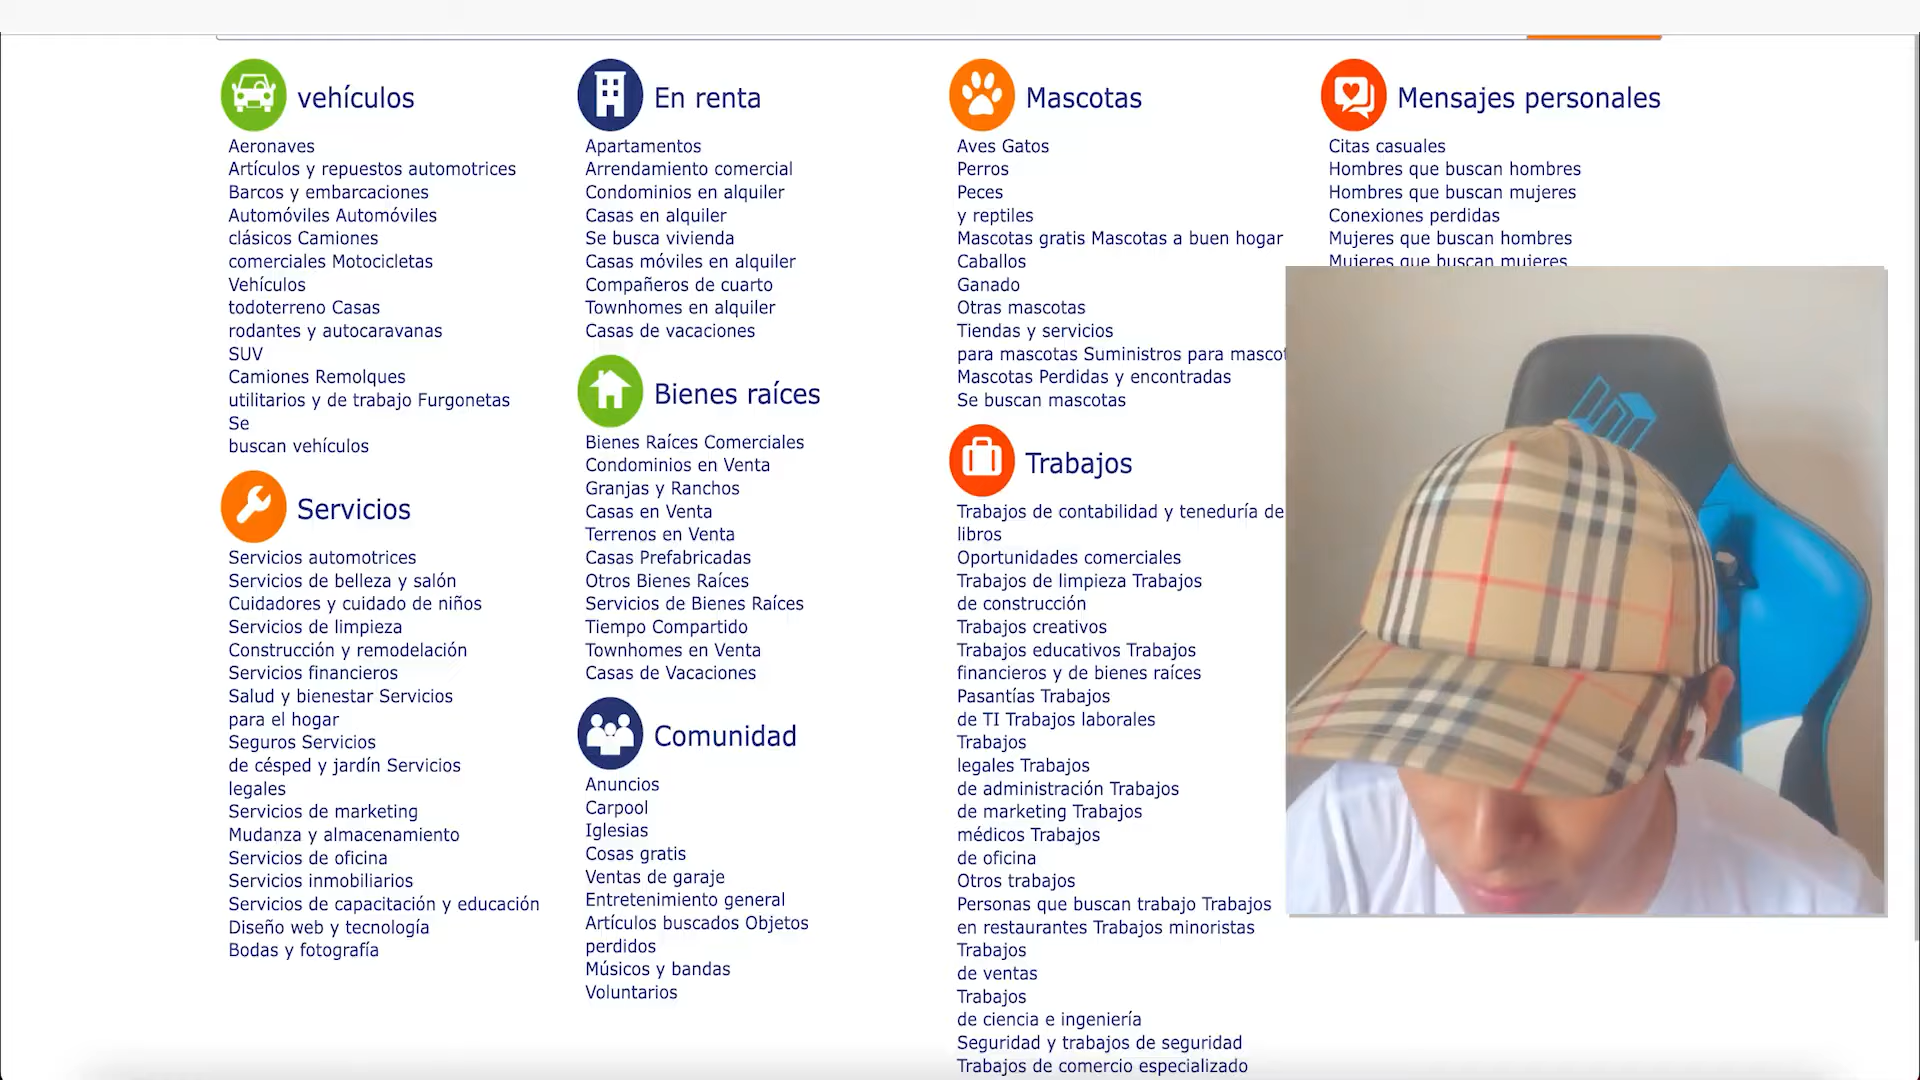 vehículos
Aeronaves
Artículos y repuestos automotrices
Barcos y embarcaciones
Automóviles Automóviles
clásicos Camiones
comerciales Motocicletas
Vehículos
todoterreno Casas
rodantes y autocaravanas
SUV
Camiones Remolques
utilitarios y de trabajo Furgonetas
Se
buscan vehículos
Servicios
Servicios automotrices
Servicios de belleza y salón
Cuidadores y cuidado de niños
Servicios de limpieza
Construcción y remodelación
Servicios financieros
Salud y bienestar Servicios
para el hogar
Seguros Servicios
de césped y jardín Servicios
legales
Servicios de marketing
Mudanza y almacenamiento
Servicios de oficina
Servicios inmobiliarios
Servicios de capacitación y educación
Diseño web y tecnología
Bodas y fotografía
En renta
Apartamentos
Arrendamiento comercial
Condominios en alquiler
Casas en alquiler
Se busca vivienda
Casas móviles en alquiler
Compañeros de cuarto
Townhomes en alquiler
Casas de vacaciones
Bienes raíces
Bienes Raíces Comerciales
Condominios en Venta
Granjas y Ranchos
Casas en Venta
Terrenos en Venta
Casas Prefabricadas
Otros Bienes Raíces
Servicios de Bienes Raíces
Tiempo Compartido
Townhomes en Venta
Casas de Vacaciones
Comunidad
Anuncios
Carpool
Iglesias
Cosas gratis
Ventas de garaje
Entretenimiento general
Artículos buscados Objetos
perdidos
Músicos y bandas
Voluntarios
Mascotas
Aves Gatos
Perros
Peces
y reptiles
Mascotas gratis Mascotas a buen hogar
Caballos
Ganado
Otras mascotas
Tiendas y servicios
para mascotas Suministros para mascot
Mascotas Perdidas y encontradas
Se buscan mascotas
Trabajos
Trabajos de contabilidad y teneduría de
libros
Oportunidades comerciales
Trabajos de limpieza Trabajos
de construcción
Trabajos creativos
Trabajos educativos Trabajos
financieros y de bienes raíces
Pasantías Trabajos
de TI Trabajos laborales
Trabajos
legales Trabajos
de administración Trabajos
de marketing Trabajos
médicos Trabajos
de oficina
Otros trabajos
Personas que buscan trabajo Trabajos
en restaurantes Trabajos minoristas
Trabajos
de ventas
Trabajos
de ciencia e ingeniería
Seguridad y trabajos de seguridad
Trabajos de comercio especializado
Mensajes personales
Citas casuales
Hombres que buscan hombres
Hombres que buscan mujeres
Conexiones perdidas
Mujeres que buscan hombres
Mujeres que buscan mujeres